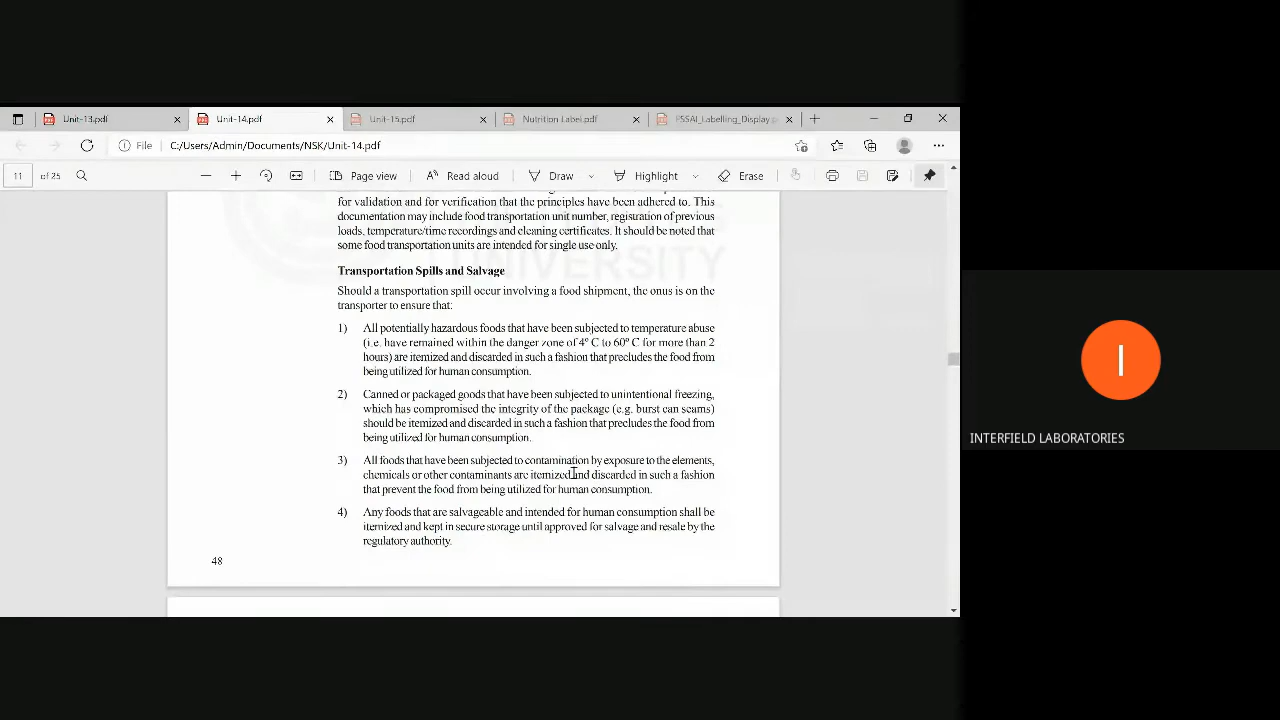 Unit-13.pdf
Unit-14.pdf
Unit-15.pdf
Nutrition Label.pdf
FSSAI_Labelling_Display.p
File
C:/Users/Admin/Documents/NSK/Unit-14.pdf
11 of 25
Page view
Read aloud
Draw
Highlight
Erase
for validation and for verification that the principles have been adhered to. This
documentation may include food transportation unit number, registration of previous
loads, temperature/time recordings and cleaning certificates. It should be noted that
some food transportation units are intended for single use only.
UNIVERSITY
Transportation Spills and Salvage
Should a transportation spill occur involving a food shipment, the onus is on the
transporter to ensure that:
1) All potentially hazardous foods that have been subjected to temperature abuse
(i.e. have remained within the danger zone of 4° C to 60° C for more than 2
hours) are itemized and discarded in such a fashion that precludes the food from
being utilized for human consumption.
2) Canned or packaged goods that have been subjected to unintentional freezing,
which has compromised the integrity of the package (e.g. burst can seams)
should be itemized and discarded in such a fashion that precludes the food from
being utilized for human consumption.
3) All foods that have been subjected to contamination by exposure to the elements,
chemicals or other contaminants are itemized and discarded in such a fashion
that prevent the food from being utilized for human consumption.
4) Any foods that are salvageable and intended for human consumption shall be
itemized and kept in secure storage until approved for salvage and resale by the
regulatory authority.
48
I
INTERFIELD LABORATORIES